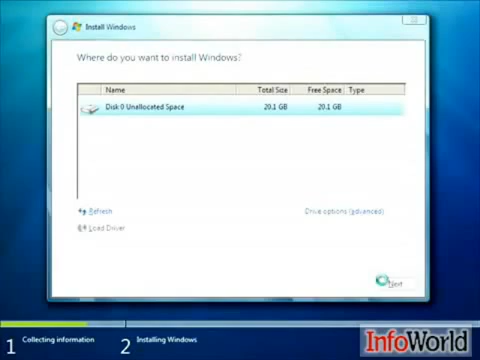 Install Windows
Where do you want to install Windows?
Name Total Size Free Space Type
Disk 0 Unallocated Space 20.1 GB 20.1 GB
Refresh Drive options (advanced)
Load Driver
Next
1 Collecting information 2 Installing Windows
InfoWorld